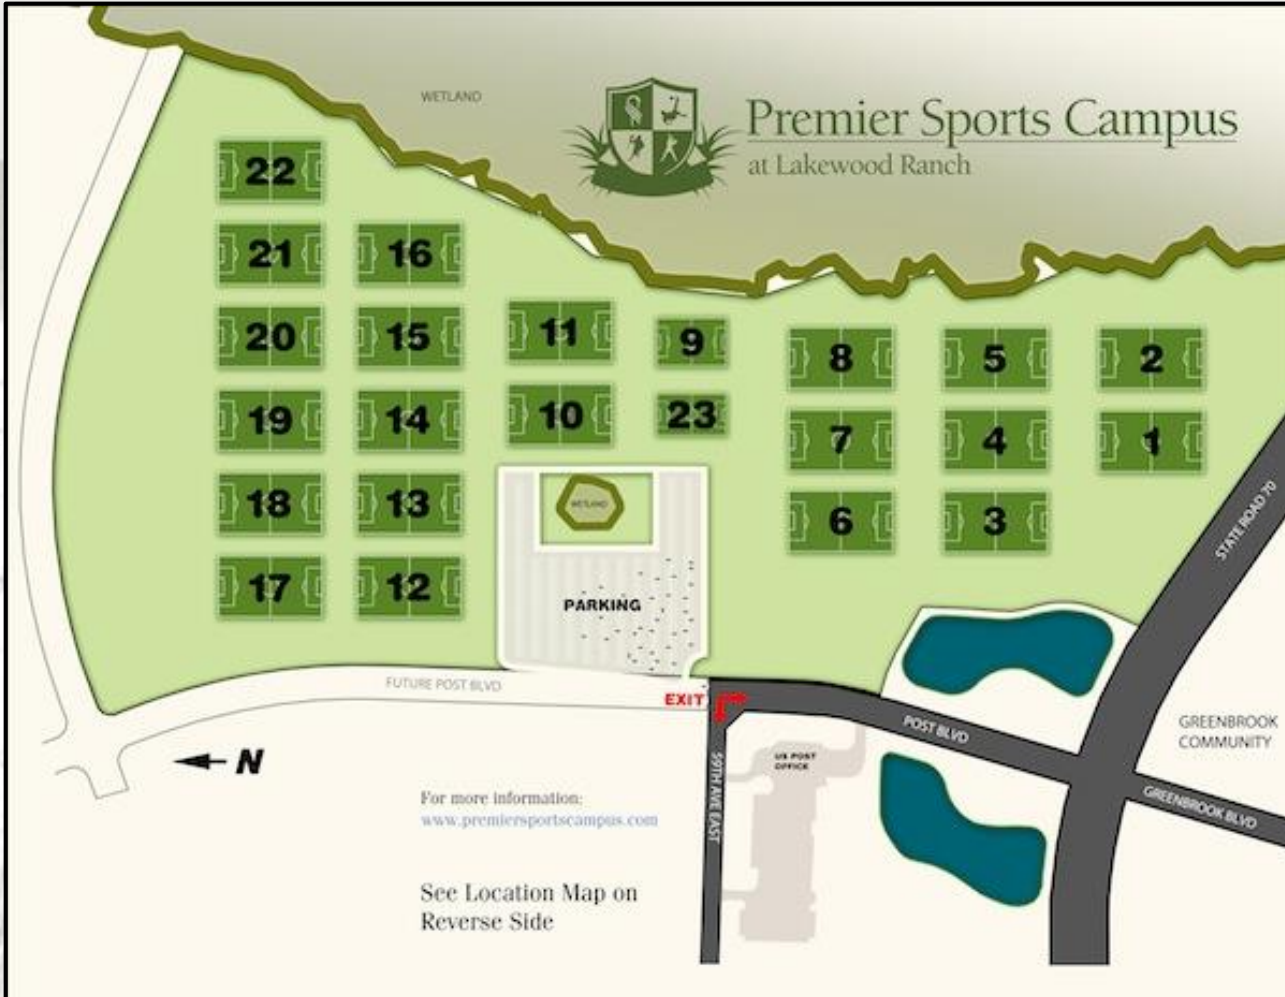 WETLAND
Premier Sports Campus
at Lakewood Ranch
22
21
16
20
15
11
9
8
5
2
19
14
10
23
7
4
1
18
13
WETLAND
6
3
17
12
PARKING
STATE ROAD 70
FUTURE POST BLVD
EXIT
POST BLVD
GREENBROOK
COMMUNITY
N
59TH AVE EAST
US POST
OFFICE
GREENBROOK BLVD
For more information:
www.premiersportscampus.com
See Location Map on
Reverse Side